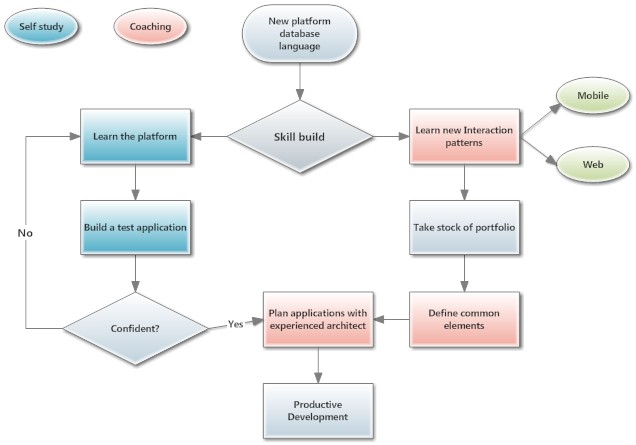 New platform
database
language
Self study
Coaching
Mobile
Learn the platform
Skill build
Learn new Interaction
patterns
Web
Build a test application
Take stock of portfolio
No
Confident?
Yes
Plan applications with
experienced architect
Define common
elements
Productive
Development